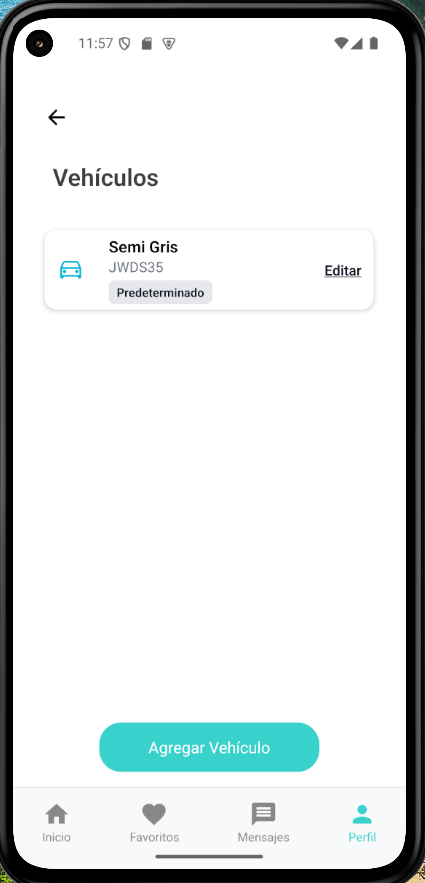 11:57
Vehículos
Semi Gris
JWDS35
Predeterminado
Editar
Agregar Vehículo
Inicio
Favoritos
Mensajes
Perfil